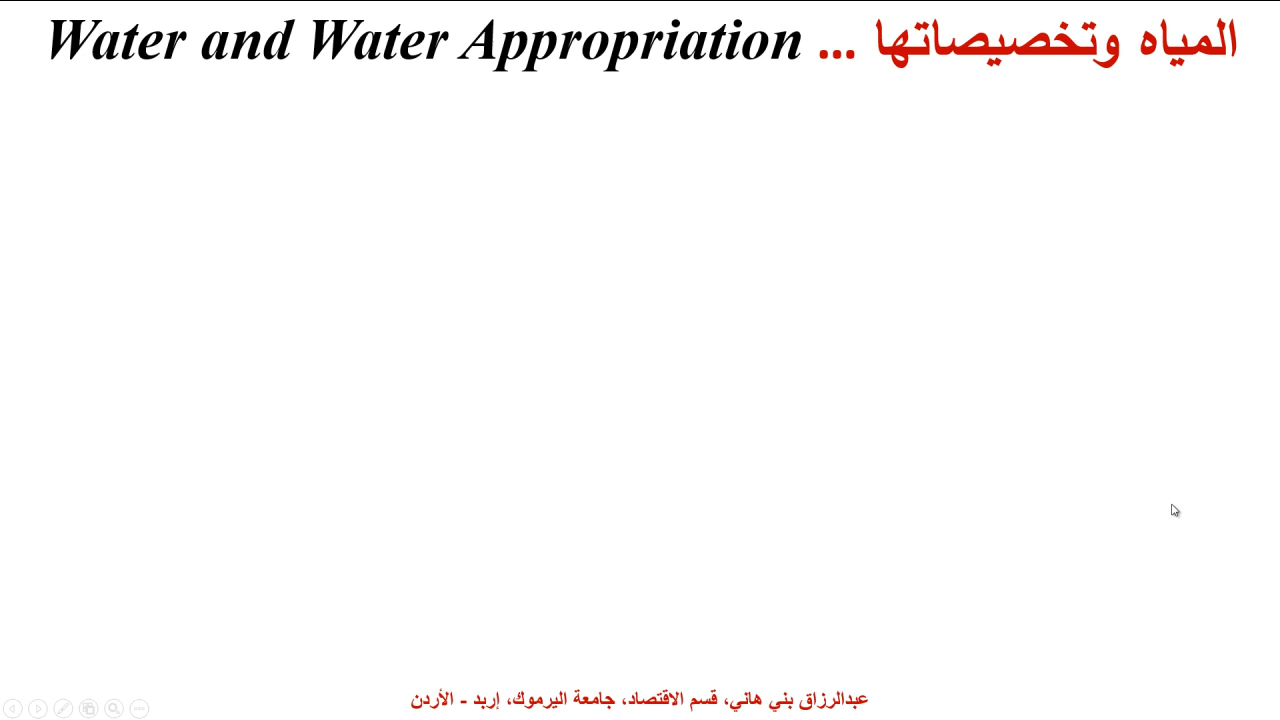 المياه وتخصيصاتها ... Water and Water Appropriation
عبدالرزاق بني هاني، قسم الاقتصاد، جامعة اليرموك، إربد - الأردن